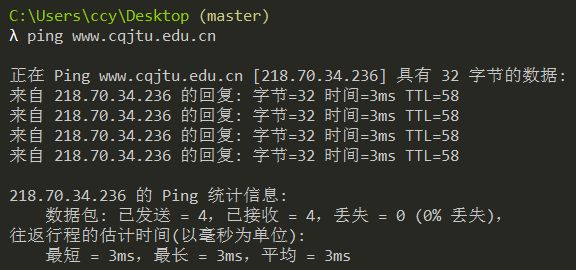 C:\Users\ccy\Desktop (master)
λ ping www.cqjtu.edu.cn
正在 Ping www.cqjtu.edu.cn [218.70.34.236] 具有 32 字节的数据:
来自 218.70.34.236 的回复: 字节=32 时间=3ms TTL=58
来自 218.70.34.236 的回复: 字节=32 时间=3ms TTL=58
来自 218.70.34.236 的回复: 字节=32 时间=3ms TTL=58
来自 218.70.34.236 的回复: 字节=32 时间=3ms TTL=58
218.70.34.236 的 Ping 统计信息:
数据包: 已发送 = 4，已接收 = 4，丢失 = 0 (0% 丢失)，
往返行程的估计时间(以毫秒为单位):
最短 = 3ms，最长 = 3ms，平均 = 3ms